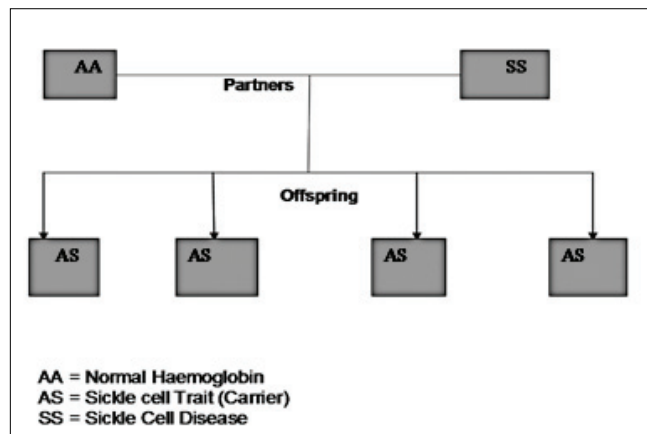 AA
SS
Partners
Offspring
AS
AS
AS
AS
AA = Normal Haemoglobin
AS = Sickle cell Trait (Carrier)
SS = Sickle Cell Disease